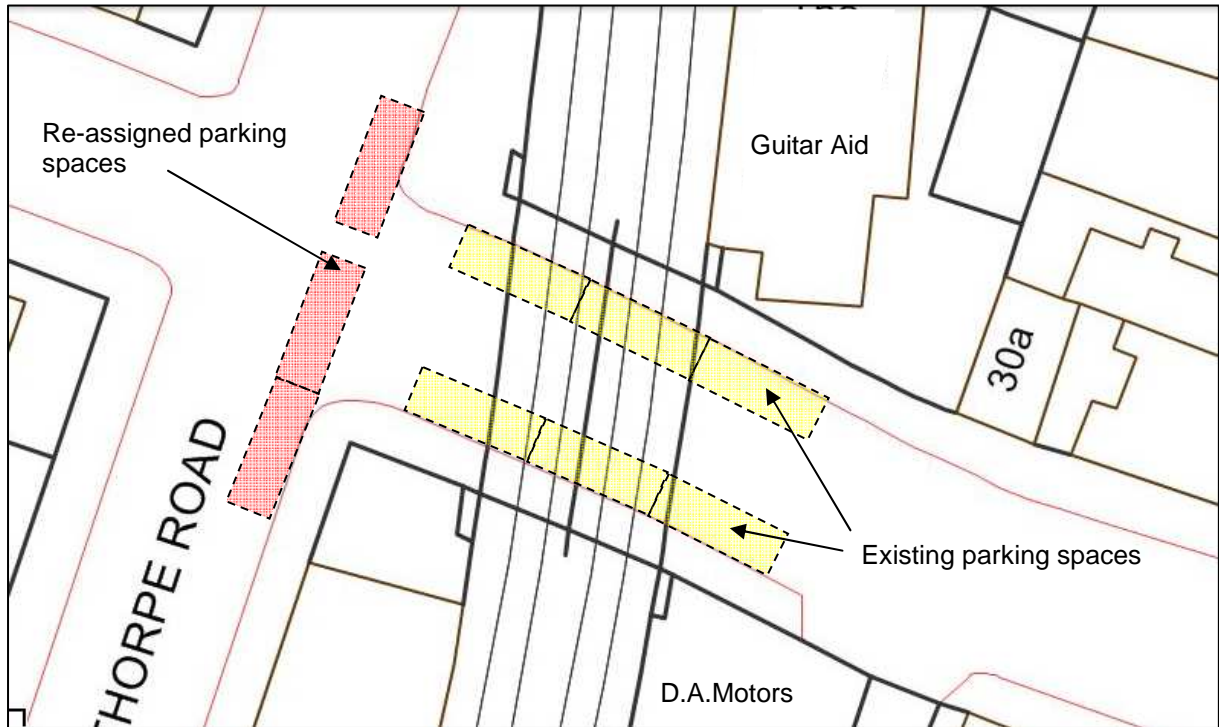 Guitar Aid
Re-assigned parking
spaces
30a
THORPE ROAD
Existing parking spaces
D.A.Motors